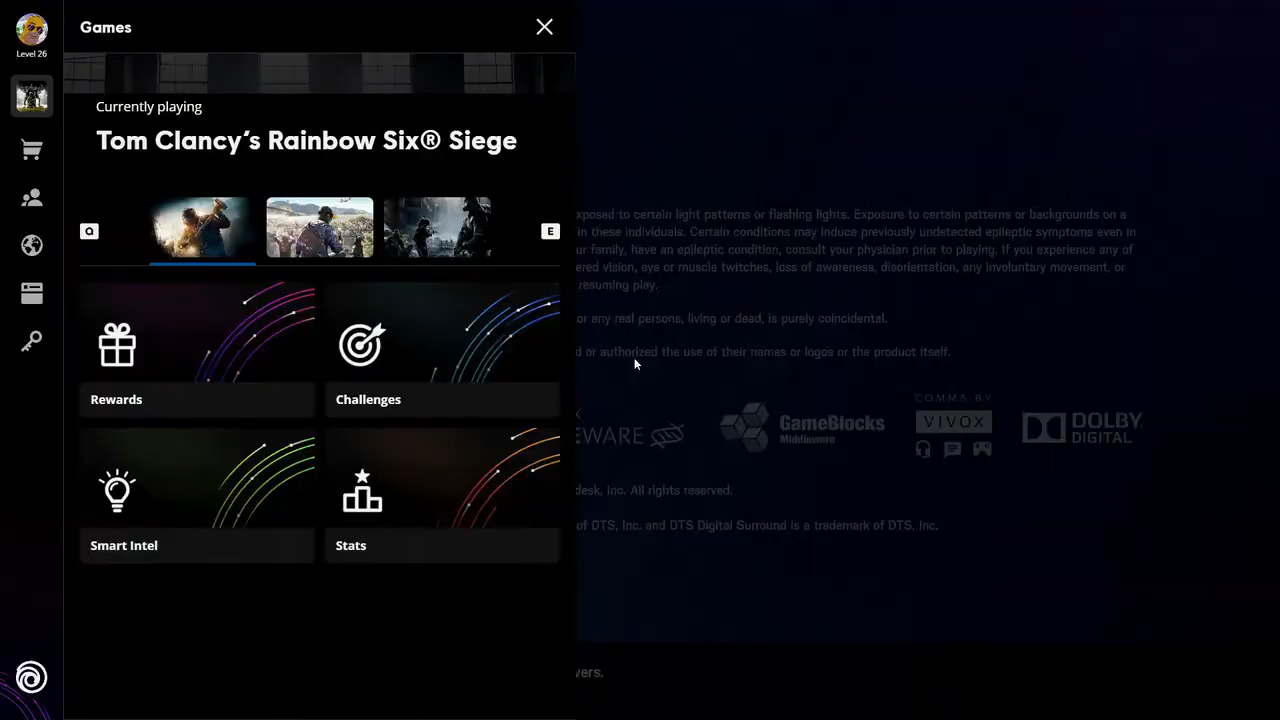 Games
Level 26
Currently playing
Tom Clancy's Rainbow Six® Siege
Q
E
Rewards
Challenges
Smart Intel
Stats
xposed to certain light patterns or flashing lights. Exposure to certain patterns or backgrounds on a
in these individuals. Certain conditions may induce previously undetected epileptic symptoms even in
ur family, have an epileptic condition, consult your physician prior to playing. If you experience any of
ered vision, eye or muscle twitches, loss of awareness, disorientation, any involuntary movement, or
resuming play.
or any real persons, living or dead, is purely coincidental.
d or authorized the use of their names or logos or the product itself.
WARE
GameBlocks
Middleware
COMMS BY
VIVOX
DOLBY
DIGITAL
desk, Inc. All rights reserved.
of DTS, Inc. and DTS Digital Surround is a trademark of DTS, Inc.
vers.